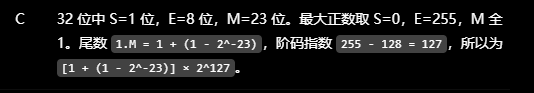 C 32 位中 S=1 位，E=8 位，M=23 位。最大正数取 S=0，E=255，M 全
1。尾数 1.M = 1 + (1 - 2^-23)，阶码指数 255 - 128 = 127，所以为
[1 + (1 - 2^-23)] × 2^127。